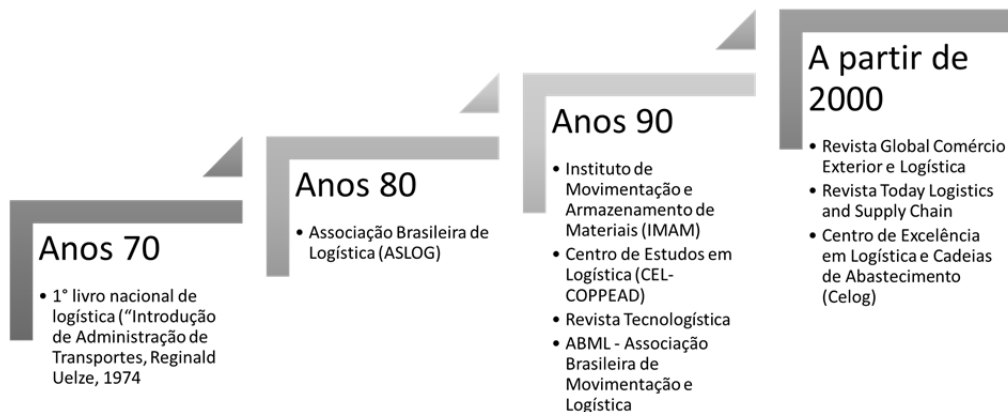 Anos 70
• 1° livro nacional de
logística (“Introdução
de Administração de
Transportes, Reginald
Uelze, 1974
Anos 80
• Associação Brasileira de
Logística (ASLOG)
Anos 90
• Instituto de
Movimentação e
Armazenamento de
Materiais (IMAM)
• Centro de Estudos em
Logística (CEL-
COPPEAD)
• Revista Tecnologística
• ABML - Associação
Brasileira de
Movimentação e
Logística
A partir de
2000
• Revista Global Comércio
Exterior e Logística
• Revista Today Logistics
and Supply Chain
• Centro de Excelência
em Logística e Cadeias
de Abastecimento
(Celog)